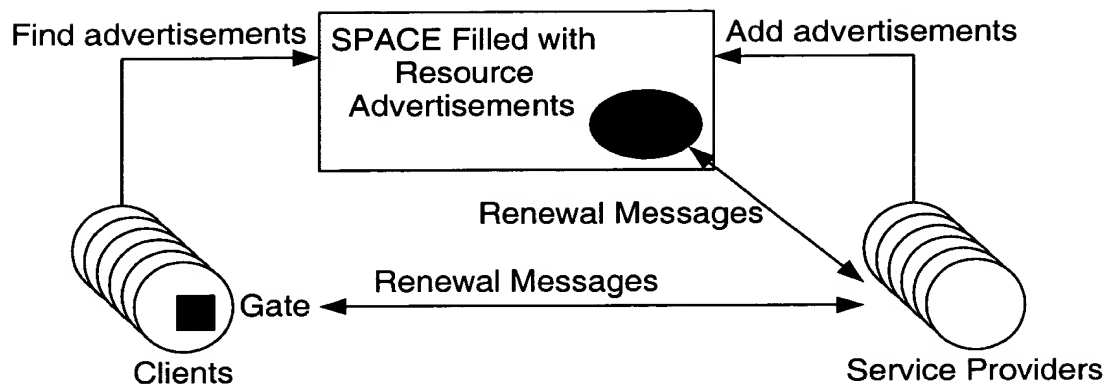 Find advertisements
SPACE Filled with
Resource
Advertisements
Add advertisements
Renewal Messages
Renewal Messages
Gate
Clients
Service Providers